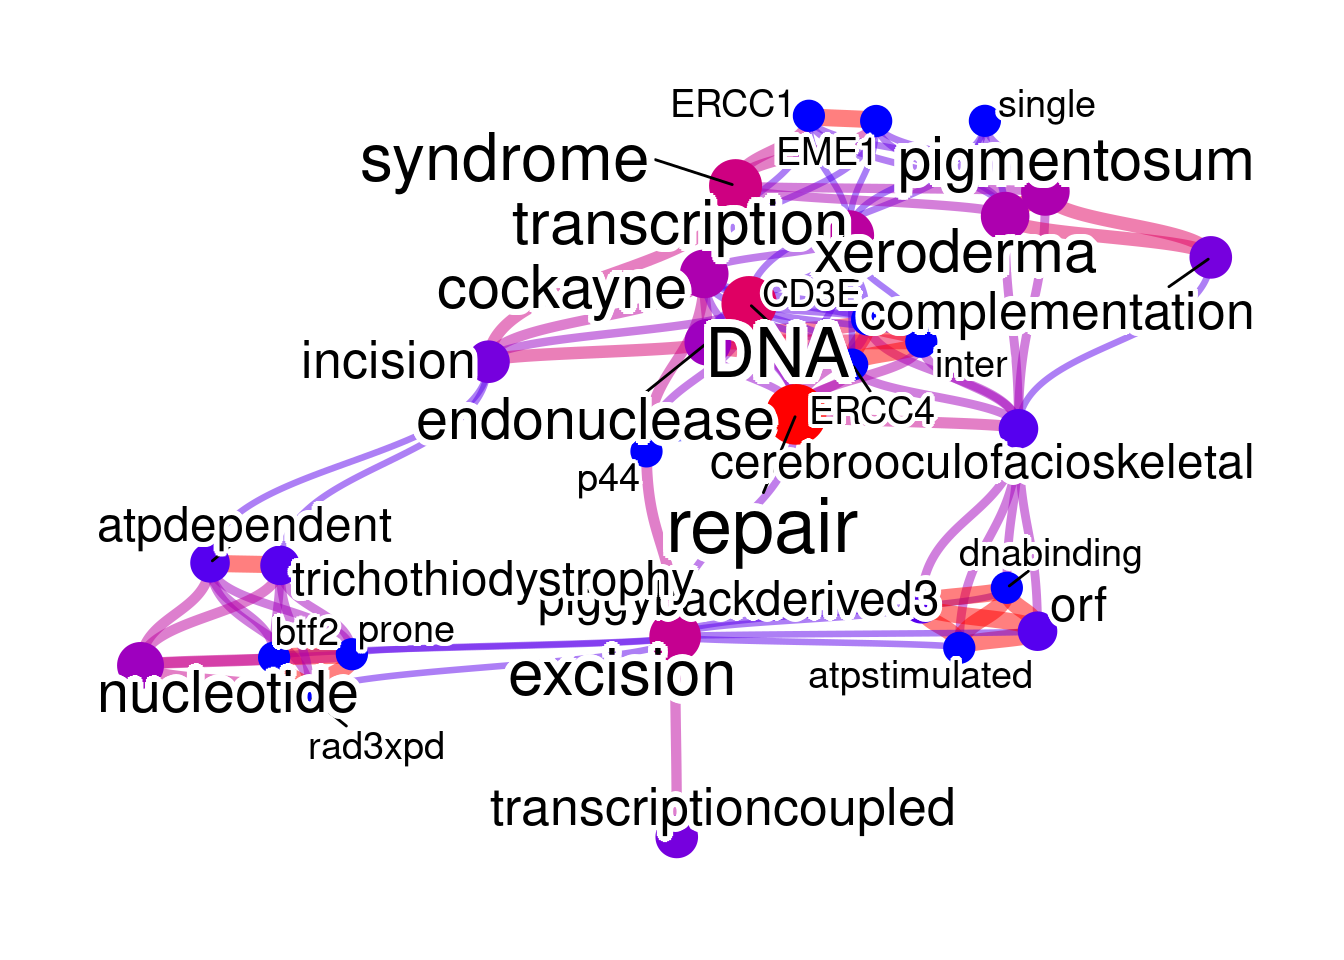 ERCC1
single
syndrome
EME1
pigmentosum
transcription
xeroderma
cockayne
CD3E
complementation
incision
DNA
inter
endonuclease
ERCC4
p44
cerebrooculofacioskeletal
atpdependent
repair
dnabinding
trichothiodystrophy
piggybackderived3
orf
btf2
prone
nucleotide
excision
atpstimulated
rad3xpd
transcriptioncoupled